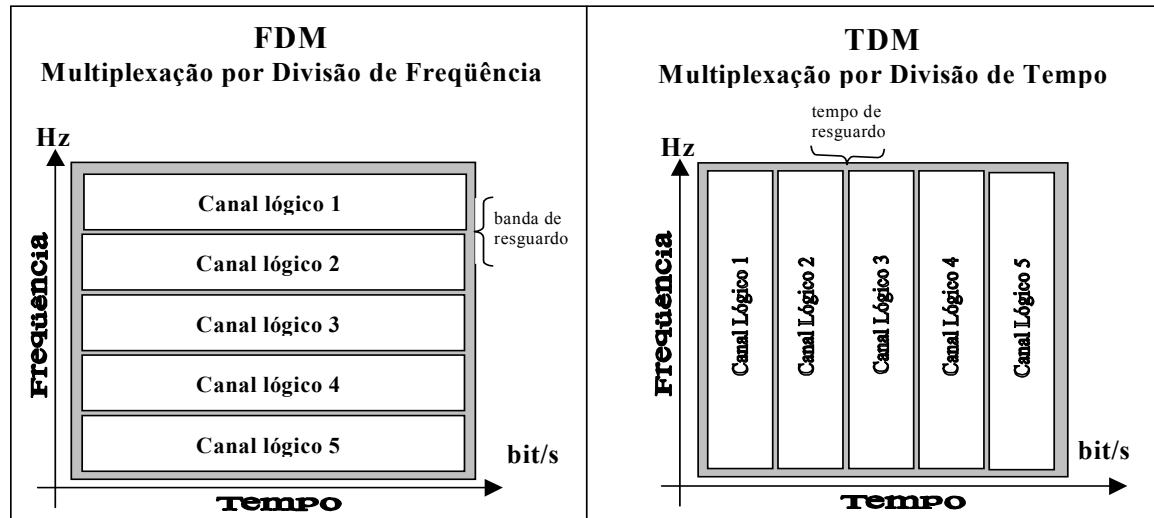 FDM
Multiplexação por Divisão de Freqüência
Hz
Freqüência
Canal lógico 1
Canal lógico 2
Canal lógico 3
Canal lógico 4
Canal lógico 5
banda de
resguardo
bit/s
Tempo
TDM
Multiplexação por Divisão de Tempo
tempo de
resguardo
Hz
Freqüência
Canal Lógico 1
Canal Lógico 2
Canal Lógico 3
Canal Lógico 4
Canal Lógico 5
bit/s
Tempo